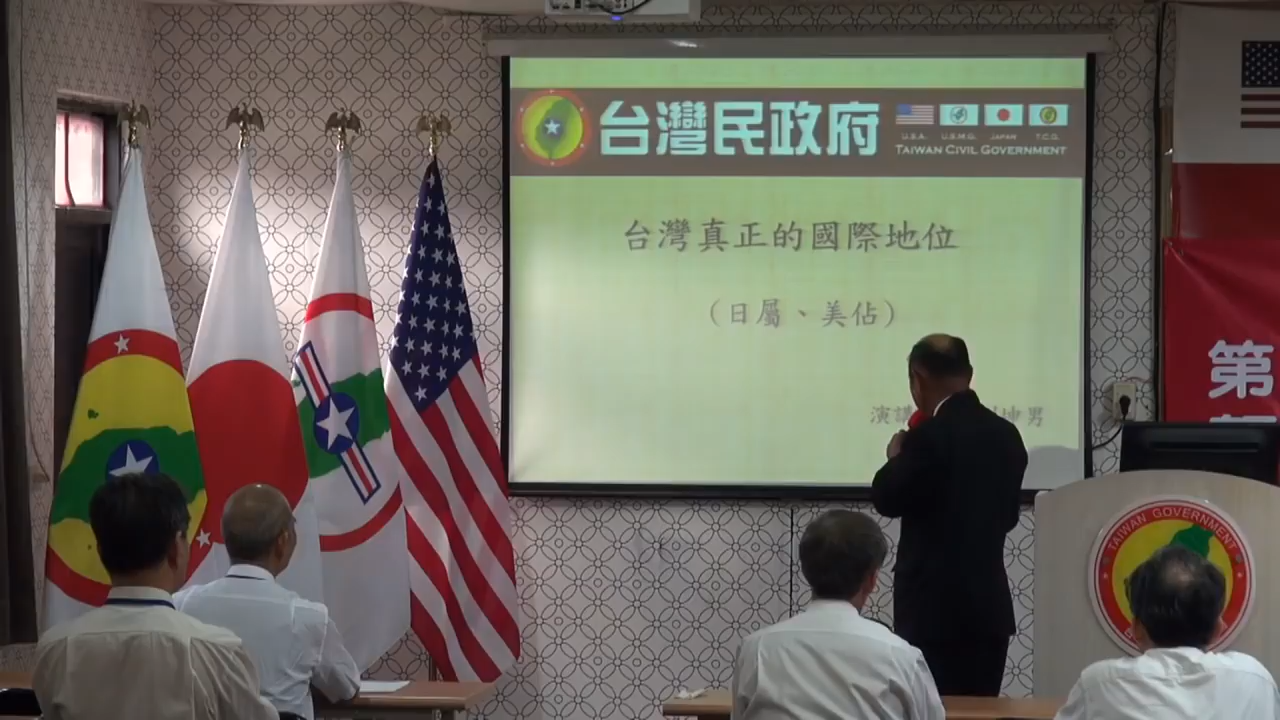 台灣民政府
U.S.A. U.S.M.G. JAPAN T.C.G.
TAIWAN CIVIL GOVERNMENT
台灣真正的國際地位
（日屬、美佔）
演講
坤男
第
TAIWAN GOVERNMENT